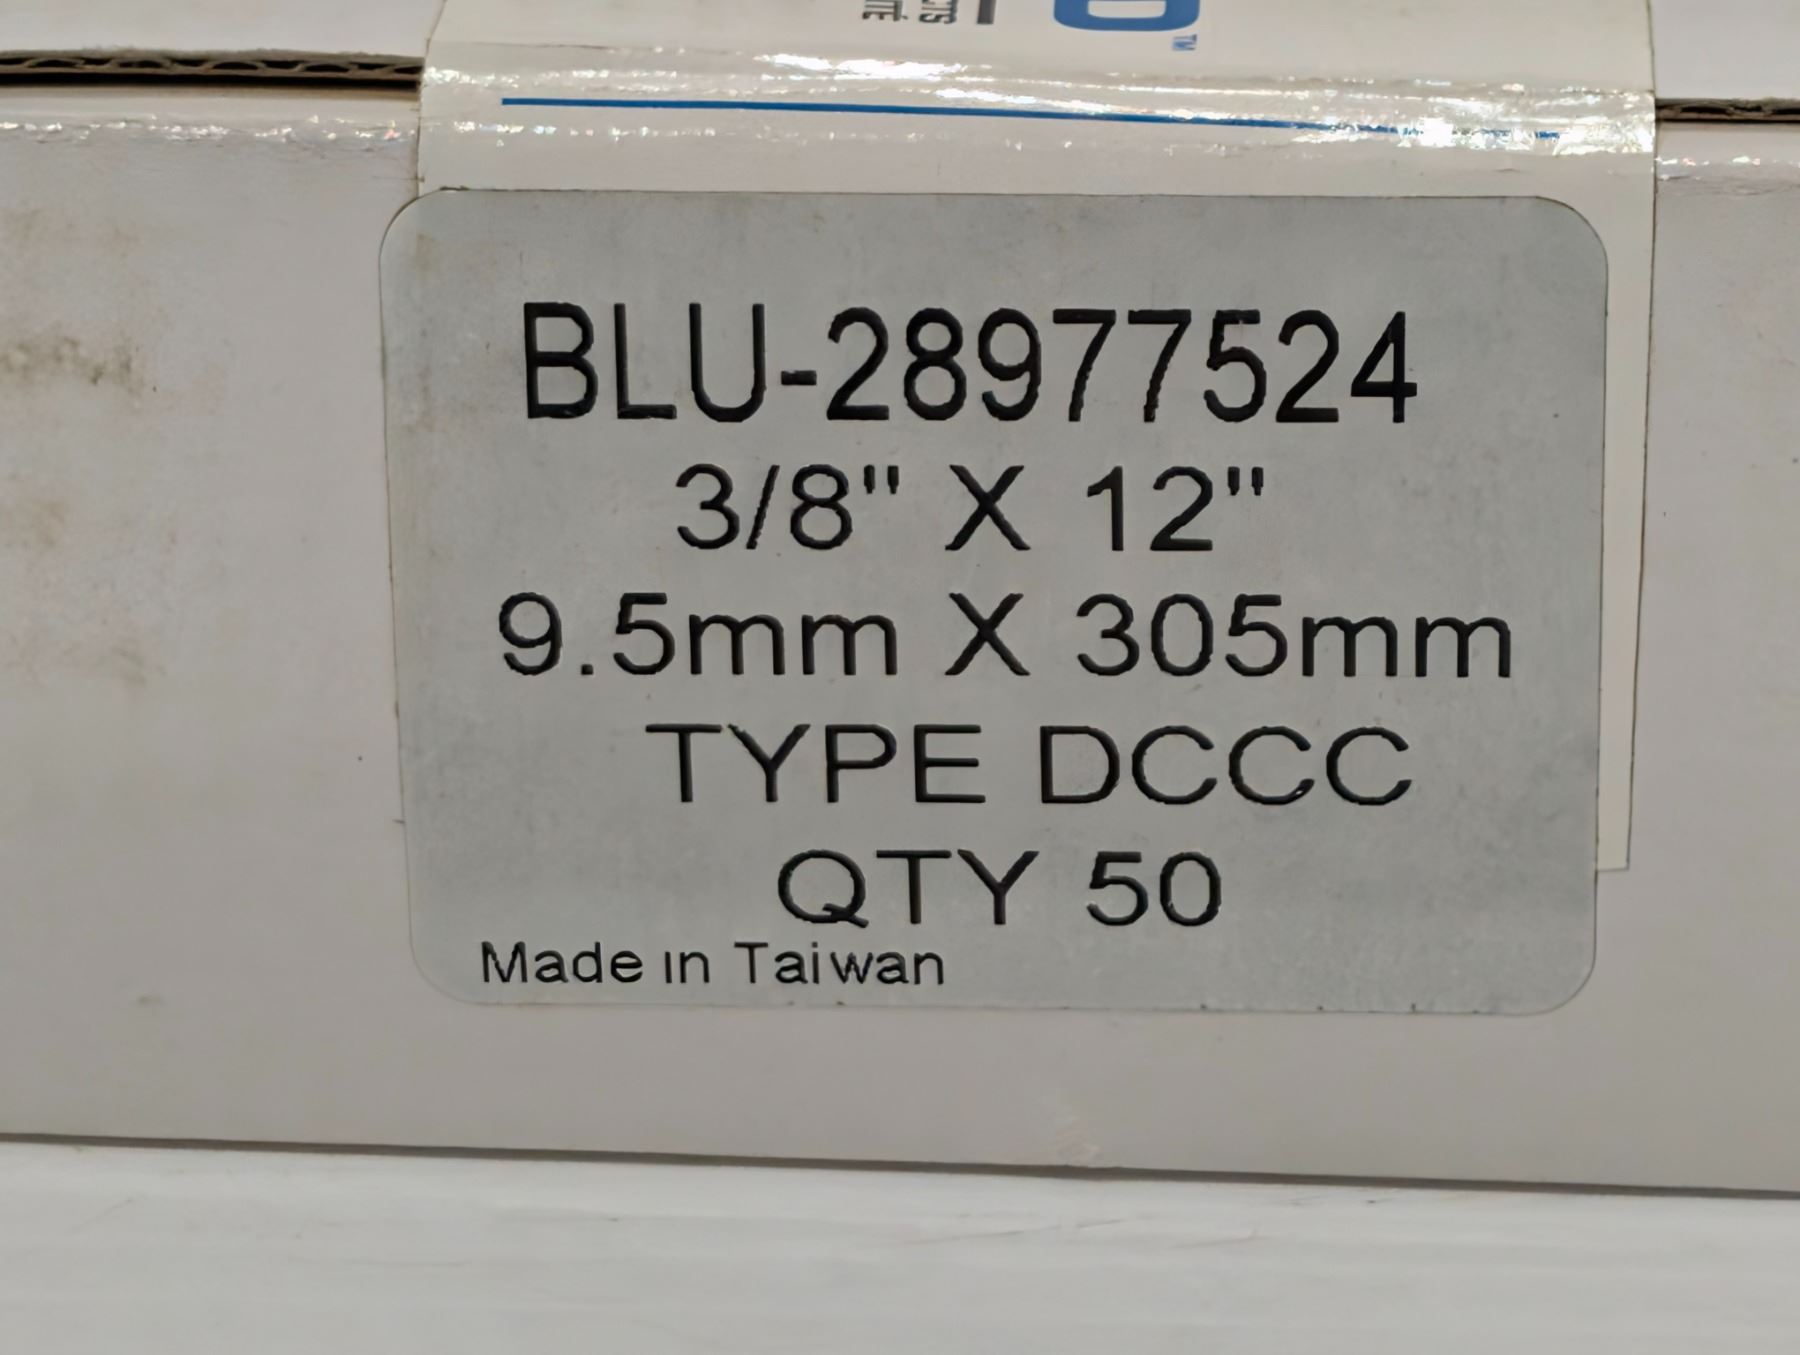 BLU-28977524
3/8" X 12"
9.5mm X 305mm
TYPE DCCC
QTY 50
Made in Taiwan